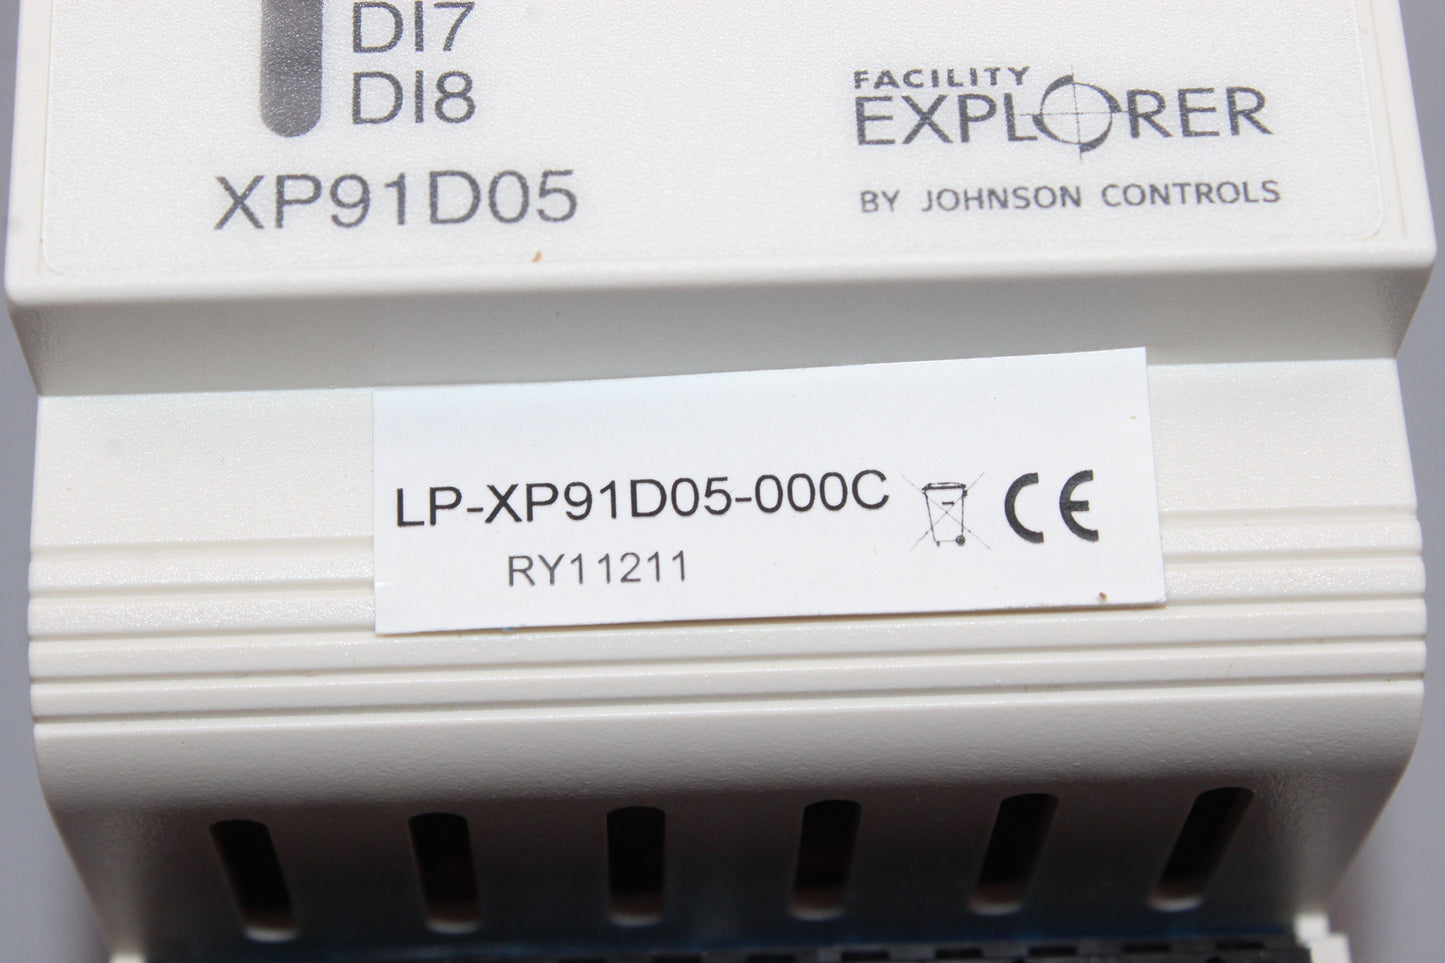 DI7
DI8
XP91D05
FACILITY
EXPLORER
BY JOHNSON CONTROLS
LP-XP91D05-000C
CE
RY11211